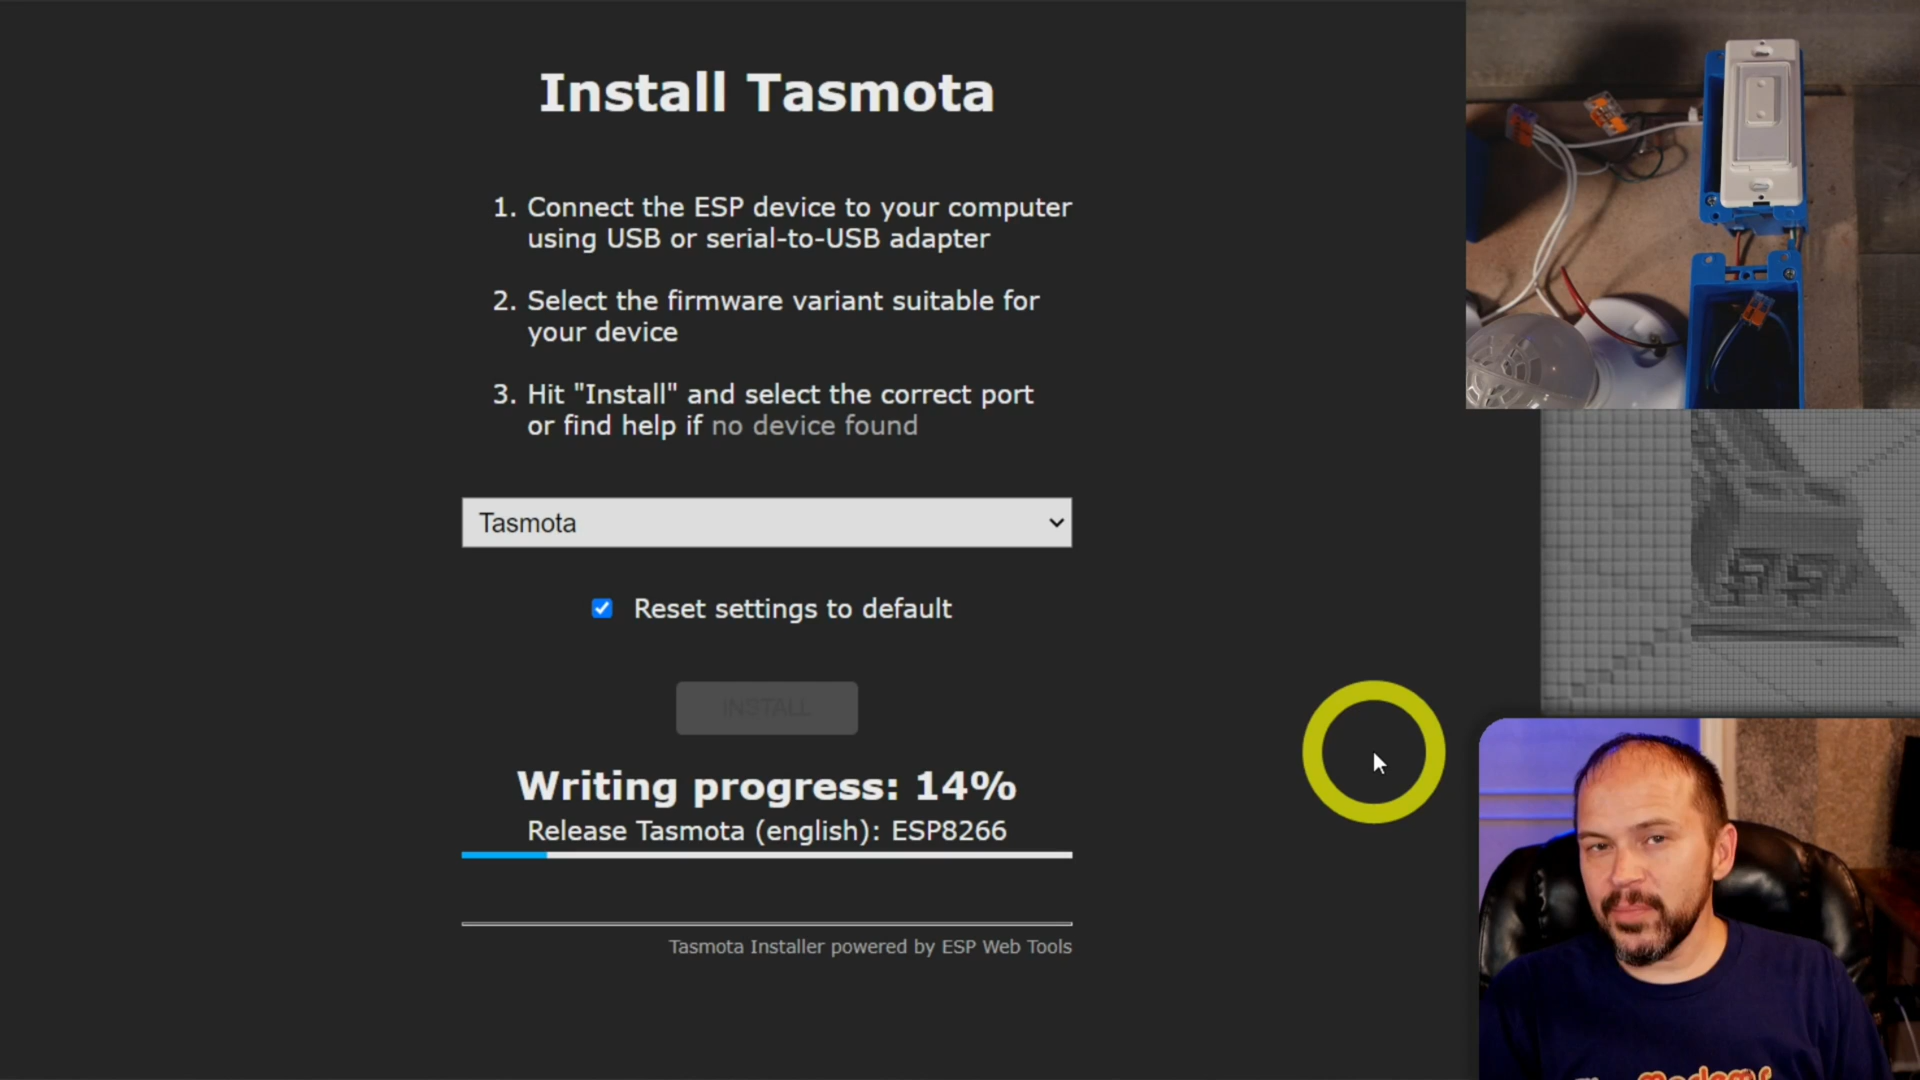 Install Tasmota
1. Connect the ESP device to your computer
using USB or serial-to-USB adapter
2. Select the firmware variant suitable for
your device
3. Hit "Install" and select the correct port
or find help if no device found
Tasmota
Reset settings to default
INSTALL
Writing progress: 14%
Release Tasmota (english): ESP8266
Tasmota Installer powered by ESP Web Tools